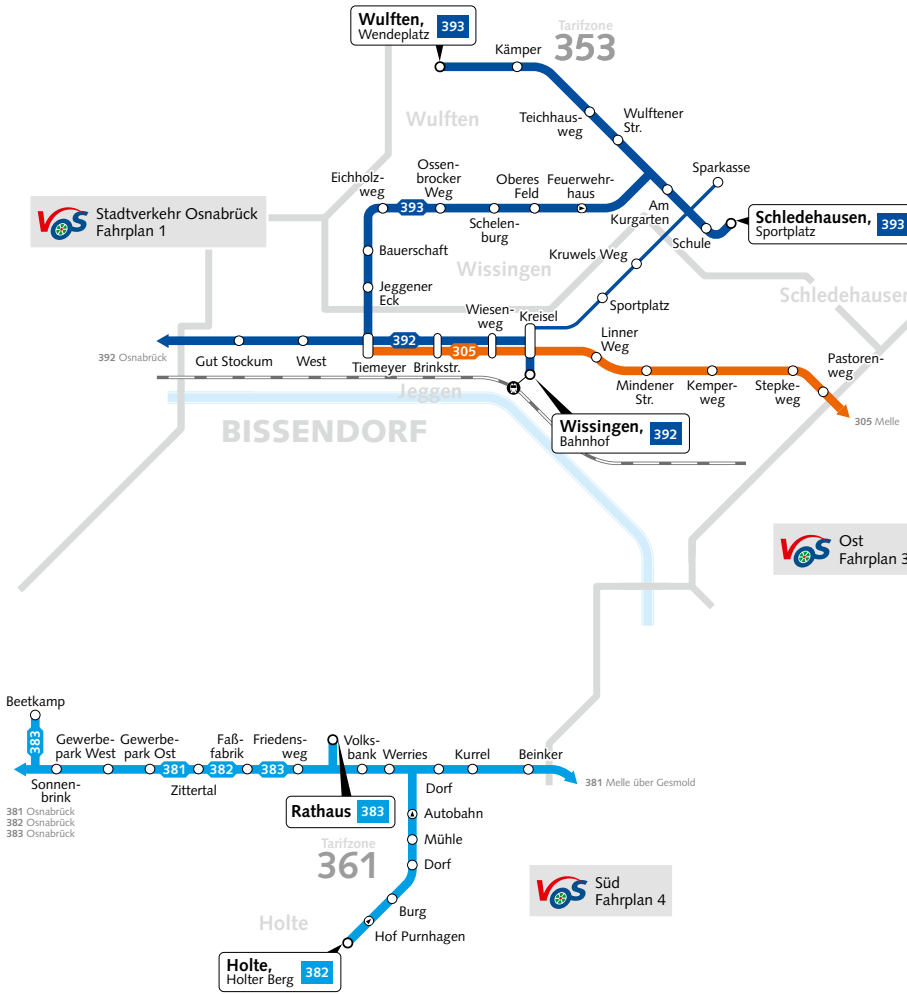 Wulften,
Wendeplatz
393
Tarifzone
353
Kämper
Teichhaus-
weg
Wulftener
Str.
Wulften
Sparkasse
Eichholz-
weg
Ossen-
brocker
Weg
Oberes
Feld
Feuerwehr-
haus
393
Schelen-
burg
Am
Kurgarten
Schule
Schledehausen,
Sportplatz
393
VOS
Stadtverkehr Osnabrück
Fahrplan 1
Bauerschaft
Kruwels Weg
Wissingen
Jeggener
Eck
Sportplatz
Schledehausen
Wiesen-
weg
Kreisel
392
305
392 Osnabrück
Gut Stockum
West
Tiemeyer
Brinkstr.
Linner
Weg
Mindener
Str.
Kemper-
weg
Stepke-
weg
Pastoren-
weg
305 Melle
Jeggen
BISSENDORF
Wissingen,
Bahnhof
392
VOS
Ost
Fahrplan 3
Beetkamp
383
Gewerbe-
park West
Gewerbe-
park Ost
Faß-
fabrik
Friedens-
weg
Volks-
bank
Werries
Kurrel
Beinker
381
382
383
Sonnen-
brink
Zittertal
Dorf
381 Melle über Gesmold
381 Osnabrück
382 Osnabrück
383 Osnabrück
Rathaus
383
Autobahn
Mühle
Dorf
Tarifzone
361
Burg
Hof Purnhagen
Holte
Holte,
Holter Berg
382
VOS
Süd
Fahrplan 4